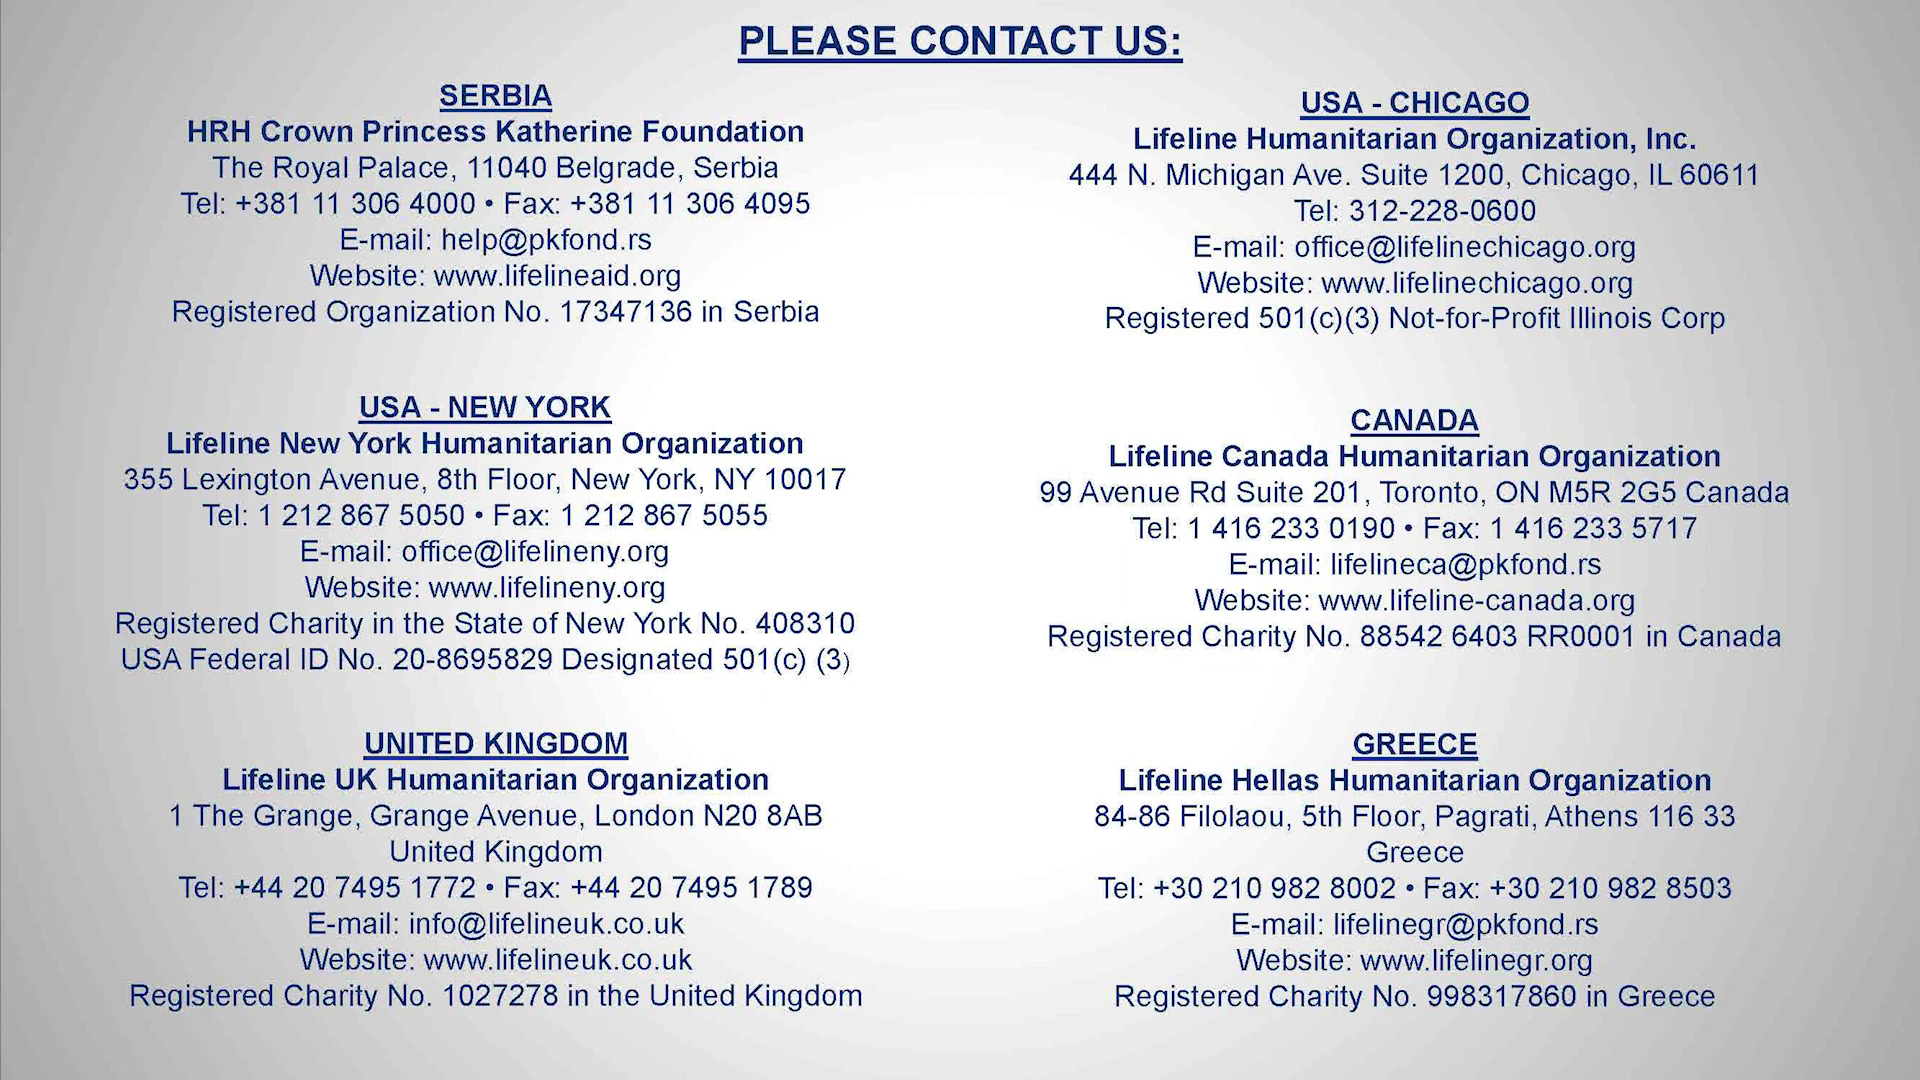 PLEASE CONTACT US:
SERBIA
HRH Crown Princess Katherine Foundation
The Royal Palace, 11040 Belgrade, Serbia
Tel: +381 11 306 4000 • Fax: +381 11 306 4095
E-mail: help@pkfond.rs
Website: www.lifelineaid.org
Registered Organization No. 17347136 in Serbia
USA - CHICAGO
Lifeline Humanitarian Organization, Inc.
444 N. Michigan Ave. Suite 1200, Chicago, IL 60611
Tel: 312-228-0600
E-mail: office@lifelinechicago.org
Website: www.lifelinechicago.org
Registered 501(c)(3) Not-for-Profit Illinois Corp
USA - NEW YORK
Lifeline New York Humanitarian Organization
355 Lexington Avenue, 8th Floor, New York, NY 10017
Tel: 1 212 867 5050 • Fax: 1 212 867 5055
E-mail: office@lifelineny.org
Website: www.lifelineny.org
Registered Charity in the State of New York No. 408310
USA Federal ID No. 20-8695829 Designated 501(c) (3)
CANADA
Lifeline Canada Humanitarian Organization
99 Avenue Rd Suite 201, Toronto, ON M5R 2G5 Canada
Tel: 1 416 233 0190 • Fax: 1 416 233 5717
E-mail: lifelineca@pkfond.rs
Website: www.lifeline-canada.org
Registered Charity No. 88542 6403 RR0001 in Canada
UNITED KINGDOM
Lifeline UK Humanitarian Organization
1 The Grange, Grange Avenue, London N20 8AB
United Kingdom
Tel: +44 20 7495 1772 • Fax: +44 20 7495 1789
E-mail: info@lifelineuk.co.uk
Website: www.lifelineuk.co.uk
Registered Charity No. 1027278 in the United Kingdom
GREECE
Lifeline Hellas Humanitarian Organization
84-86 Filolaou, 5th Floor, Pagrati, Athens 116 33
Greece
Tel: +30 210 982 8002 • Fax: +30 210 982 8503
E-mail: lifelinegr@pkfond.rs
Website: www.lifelinegr.org
Registered Charity No. 998317860 in Greece